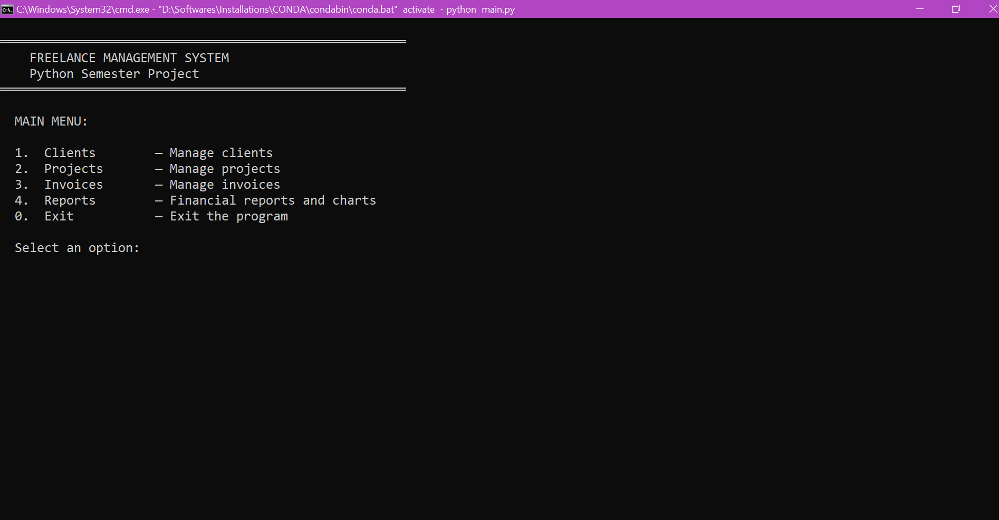 C:\Windows\System32\cmd.exe - "D:\Softwares\Installations\CONDA\condabin\conda.bat" activate - python main.py
FREELANCE MANAGEMENT SYSTEM
Python Semester Project
MAIN MENU:
1. Clients — Manage clients
2. Projects — Manage projects
3. Invoices — Manage invoices
4. Reports — Financial reports and charts
0. Exit — Exit the program
Select an option: